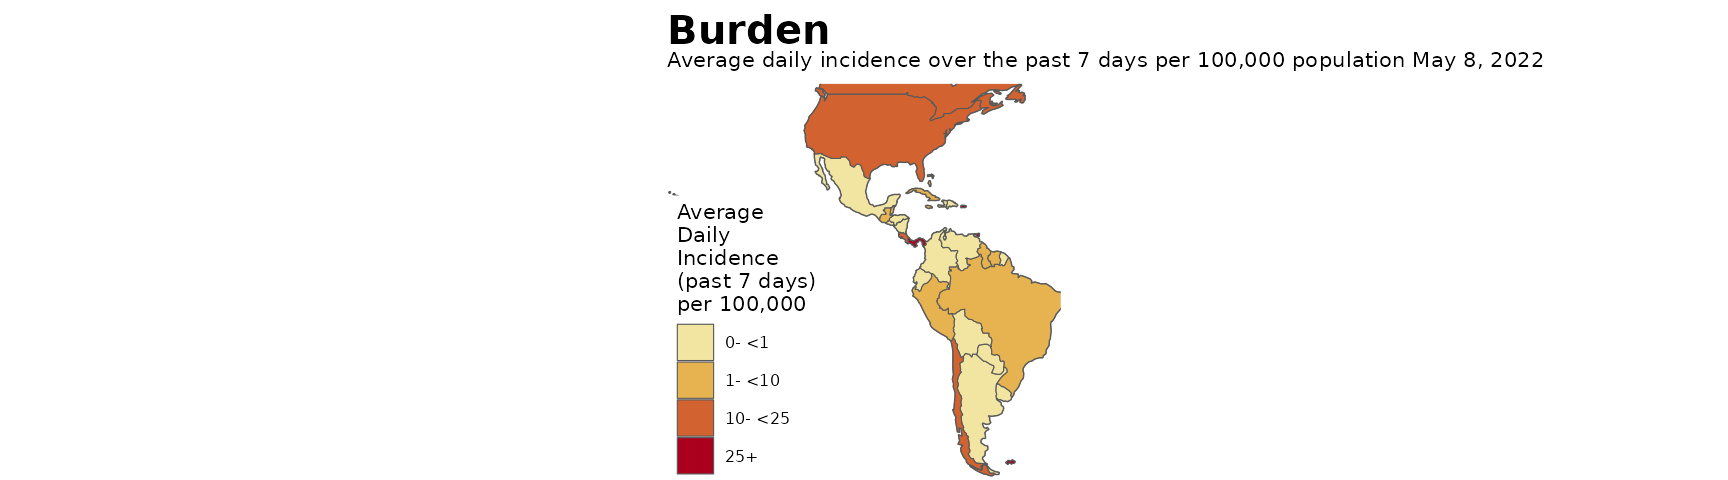 Burden
Average daily incidence over the past 7 days per 100,000 population May 8, 2022
Average
Daily
Incidence
(past 7 days)
per 100,000
0- <1
1- <10
10- <25
25+